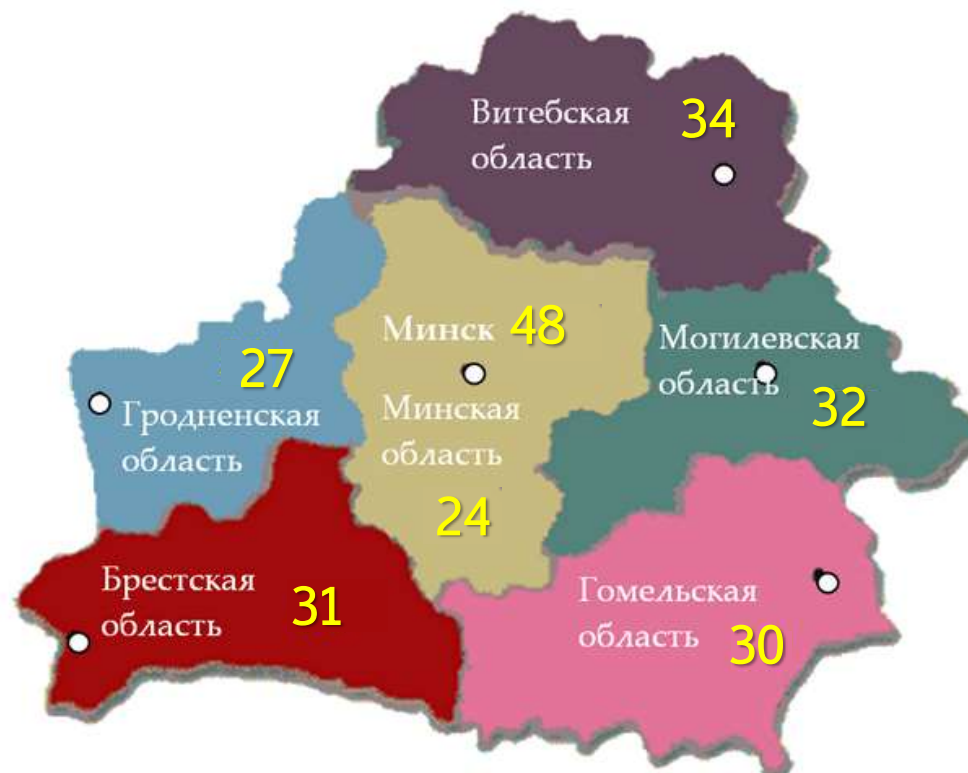 Витебская
область
34
Минск 48
Могилевская
область
32
27
Гродненская
область
Минская
область
24
Брестская
область
31
Гомельская
область
30